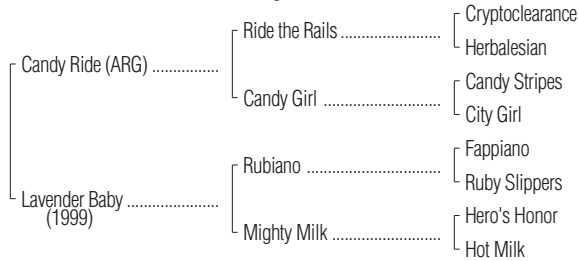 Cryptoclearance
Ride the Rails ........................
Herbalesian
Candy Ride (ARG) ................
Candy Stripes
Candy Girl ..............................
City Girl
Fappiano
Rubiano ................................
Ruby Slippers
Lavender Baby ......................
(1999)
Hero's Honor
Mighty Milk ..........................
Hot Milk